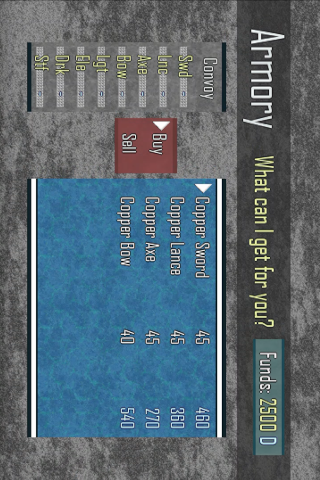 Armory
What can I get for you?
Funds: 2500 D
Convoy
Swd
Lnc
Axe
Bow
Lgt
Ele
Drk
Stf
Buy
Sell
Copper Sword 45 460
Copper Lance 45 360
Copper Axe 45 270
Copper Bow 40 540